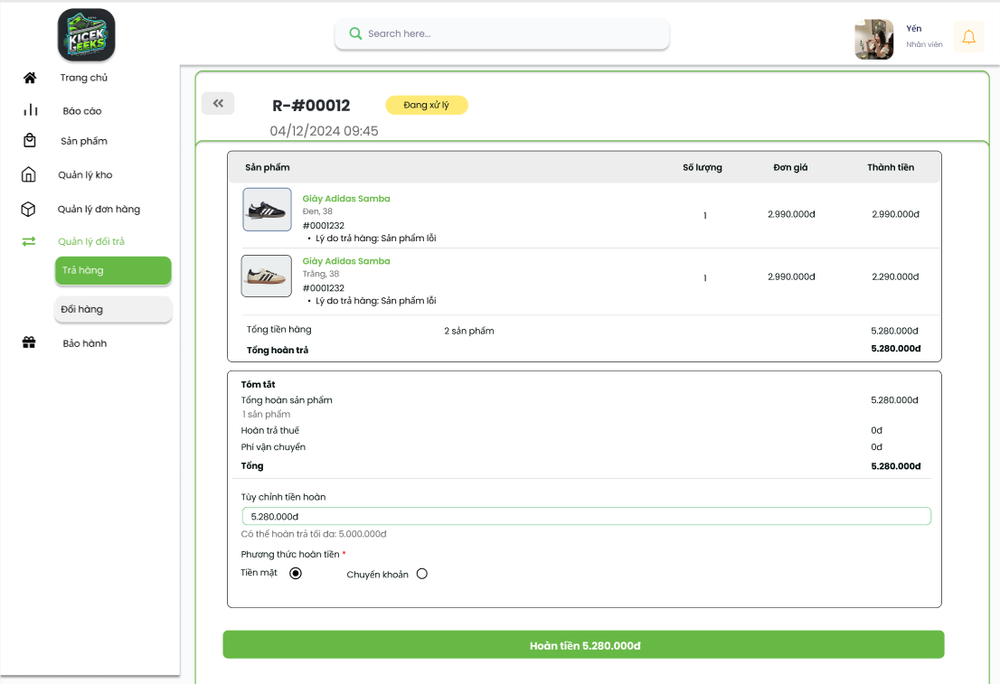 KICEK
GEEKS
Search here...
Yến
Nhân viên
Trang chủ
Báo cáo
Sản phẩm
Quản lý kho
Quản lý đơn hàng
Quản lý đổi trả
Trả hàng
Đổi hàng
Bảo hành
R-#00012
Đang xử lý
04/12/2024 09:45
Sản phẩm Số lượng Đơn giá Thành tiền
Giày Adidas Samba
Đen, 38
1 2.990.000đ 2.990.000đ
#0001232
• Lý do trả hàng: Sản phẩm lỗi
Giày Adidas Samba
Trắng, 38
1 2.290.000đ 2.290.000đ
#0001232
• Lý do trả hàng: Sản phẩm lỗi
Tổng tiền hàng 2 sản phẩm 5.280.000đ
Tổng hoàn trả 5.280.000đ
Tóm tắt
Tổng hoàn sản phẩm 5.280.000đ
1 sản phẩm
Hoàn trả thuế 0đ
Phí vận chuyển 0đ
Tổng 5.280.000đ
Tùy chỉnh tiền hoàn
5.280.000đ
Có thể hoàn trả tối đa: 5.000.000đ
Phương thức hoàn tiền *
Tiền mặt Chuyển khoản
Hoàn tiền 5.280.000đ